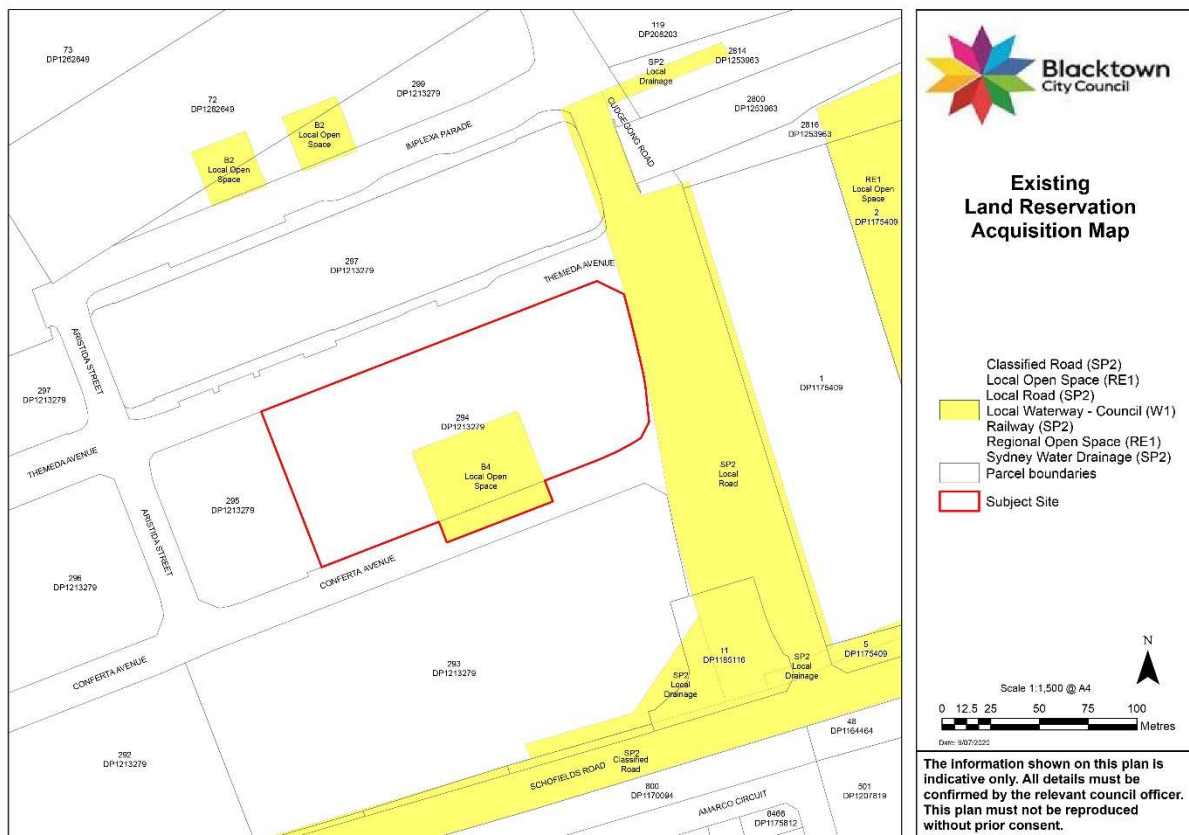 73
DP1262649
119
DP208203
2814
DP1253963
SP2
Local
Drainage
299
DP1213279
72
DP1262649
2800
DP1253963
CUDGEGONG ROAD
B2
Local Open
Space
IMPLEXA PARADE
2816
DP1253963
B2
Local Open
Space
RE1
Local Open
Space
2
DP1175409
297
DP1213279
THEMEDA AVENUE
ARISTIDA STREET
297
DP1213279
1
DP1175409
294
DP1213279
THEMEDA AVENUE
B4
Local Open
Space
SP2
Local
Road
295
DP1213279
ARISTIDA STREET
296
DP1213279
CONFERTA AVENUE
CONFERTA AVENUE
293
DP1213279
11
DP1185116
5
DP1175409
SP2
Local
Drainage
SP2
Local
Drainage
292
DP1213279
SP2
Classified
Road
SCHOFIELDS ROAD
48
DP1164464
800
DP1170094
AMARCO CIRCUIT
501
DP1207819
8466
DP1175812
Blacktown
City Council
Existing
Land Reservation
Acquisition Map
Classified Road (SP2)
Local Open Space (RE1)
Local Road (SP2)
Local Waterway - Council (W1)
Railway (SP2)
Regional Open Space (RE1)
Sydney Water Drainage (SP2)
Parcel boundaries
Subject Site
N
Scale 1:1,500 @ A4
0 12.5 25 50 75 100
Metres
Date: 9/07/2020
The information shown on this plan is
indicative only. All details must be
confirmed by the relevant council officer.
This plan must not be reproduced
without prior consent.